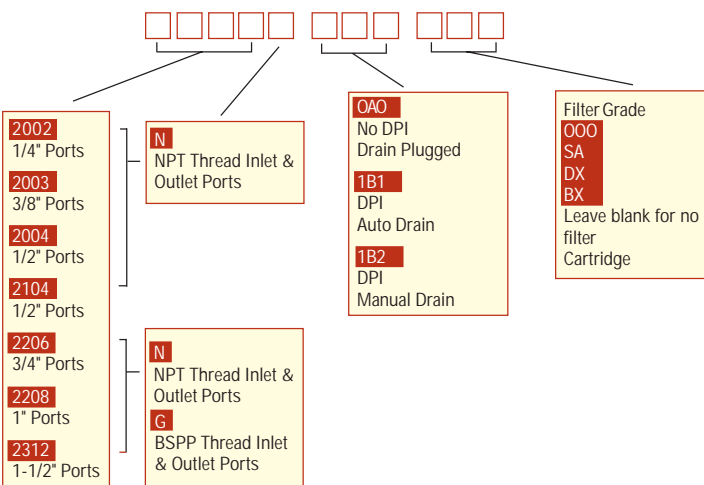 2002
1/4" Ports
2003
3/8" Ports
2004
1/2" Ports
2104
1/2" Ports
2206
3/4" Ports
2208
1" Ports
2312
1-1/2" Ports
N
NPT Thread Inlet &
Outlet Ports
N
NPT Thread Inlet &
Outlet Ports
G
BSPP Thread Inlet
& Outlet Ports
OAO
No DPI
Drain Plugged
1B1
DPI
Auto Drain
1B2
DPI
Manual Drain
Filter Grade
OOO
SA
DX
BX
Leave blank for no
filter
Cartridge